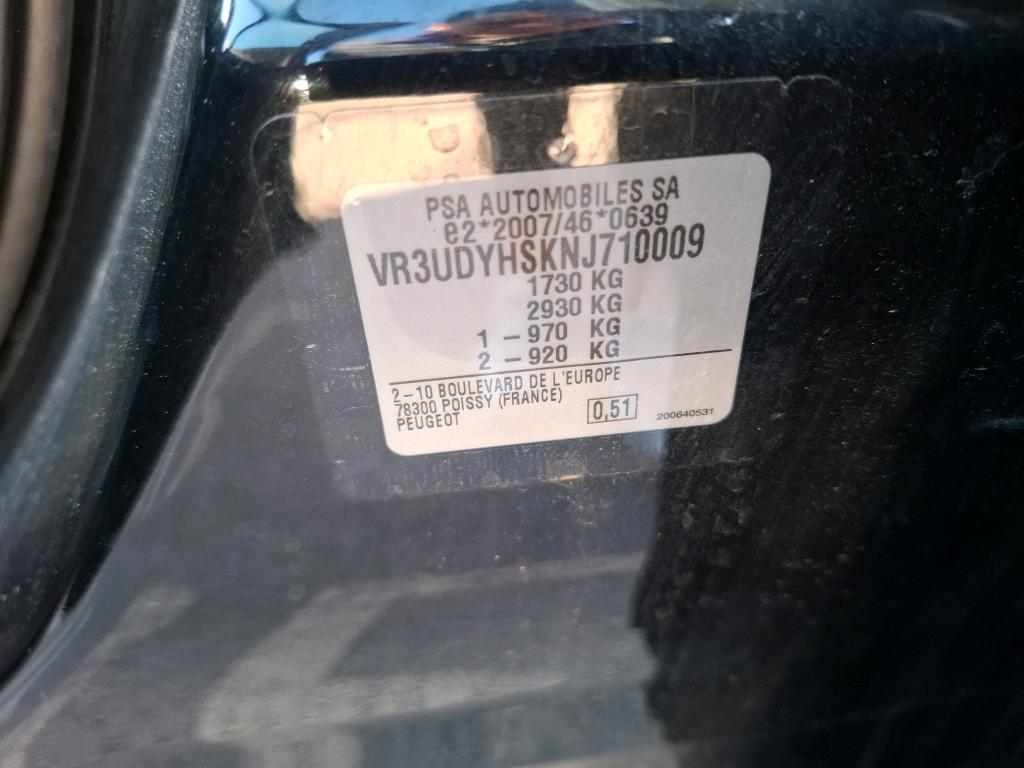 PSA AUTOMOBILES SA
e2*2007/46*0639
VR3UDYHSKNJ710009
1730 KG
2930 KG
1 – 970 KG
2 – 920 KG
2–10 BOULEVARD DE L'EUROPE
78300 POISSY (FRANCE)
PEUGEOT
0,51
200640531